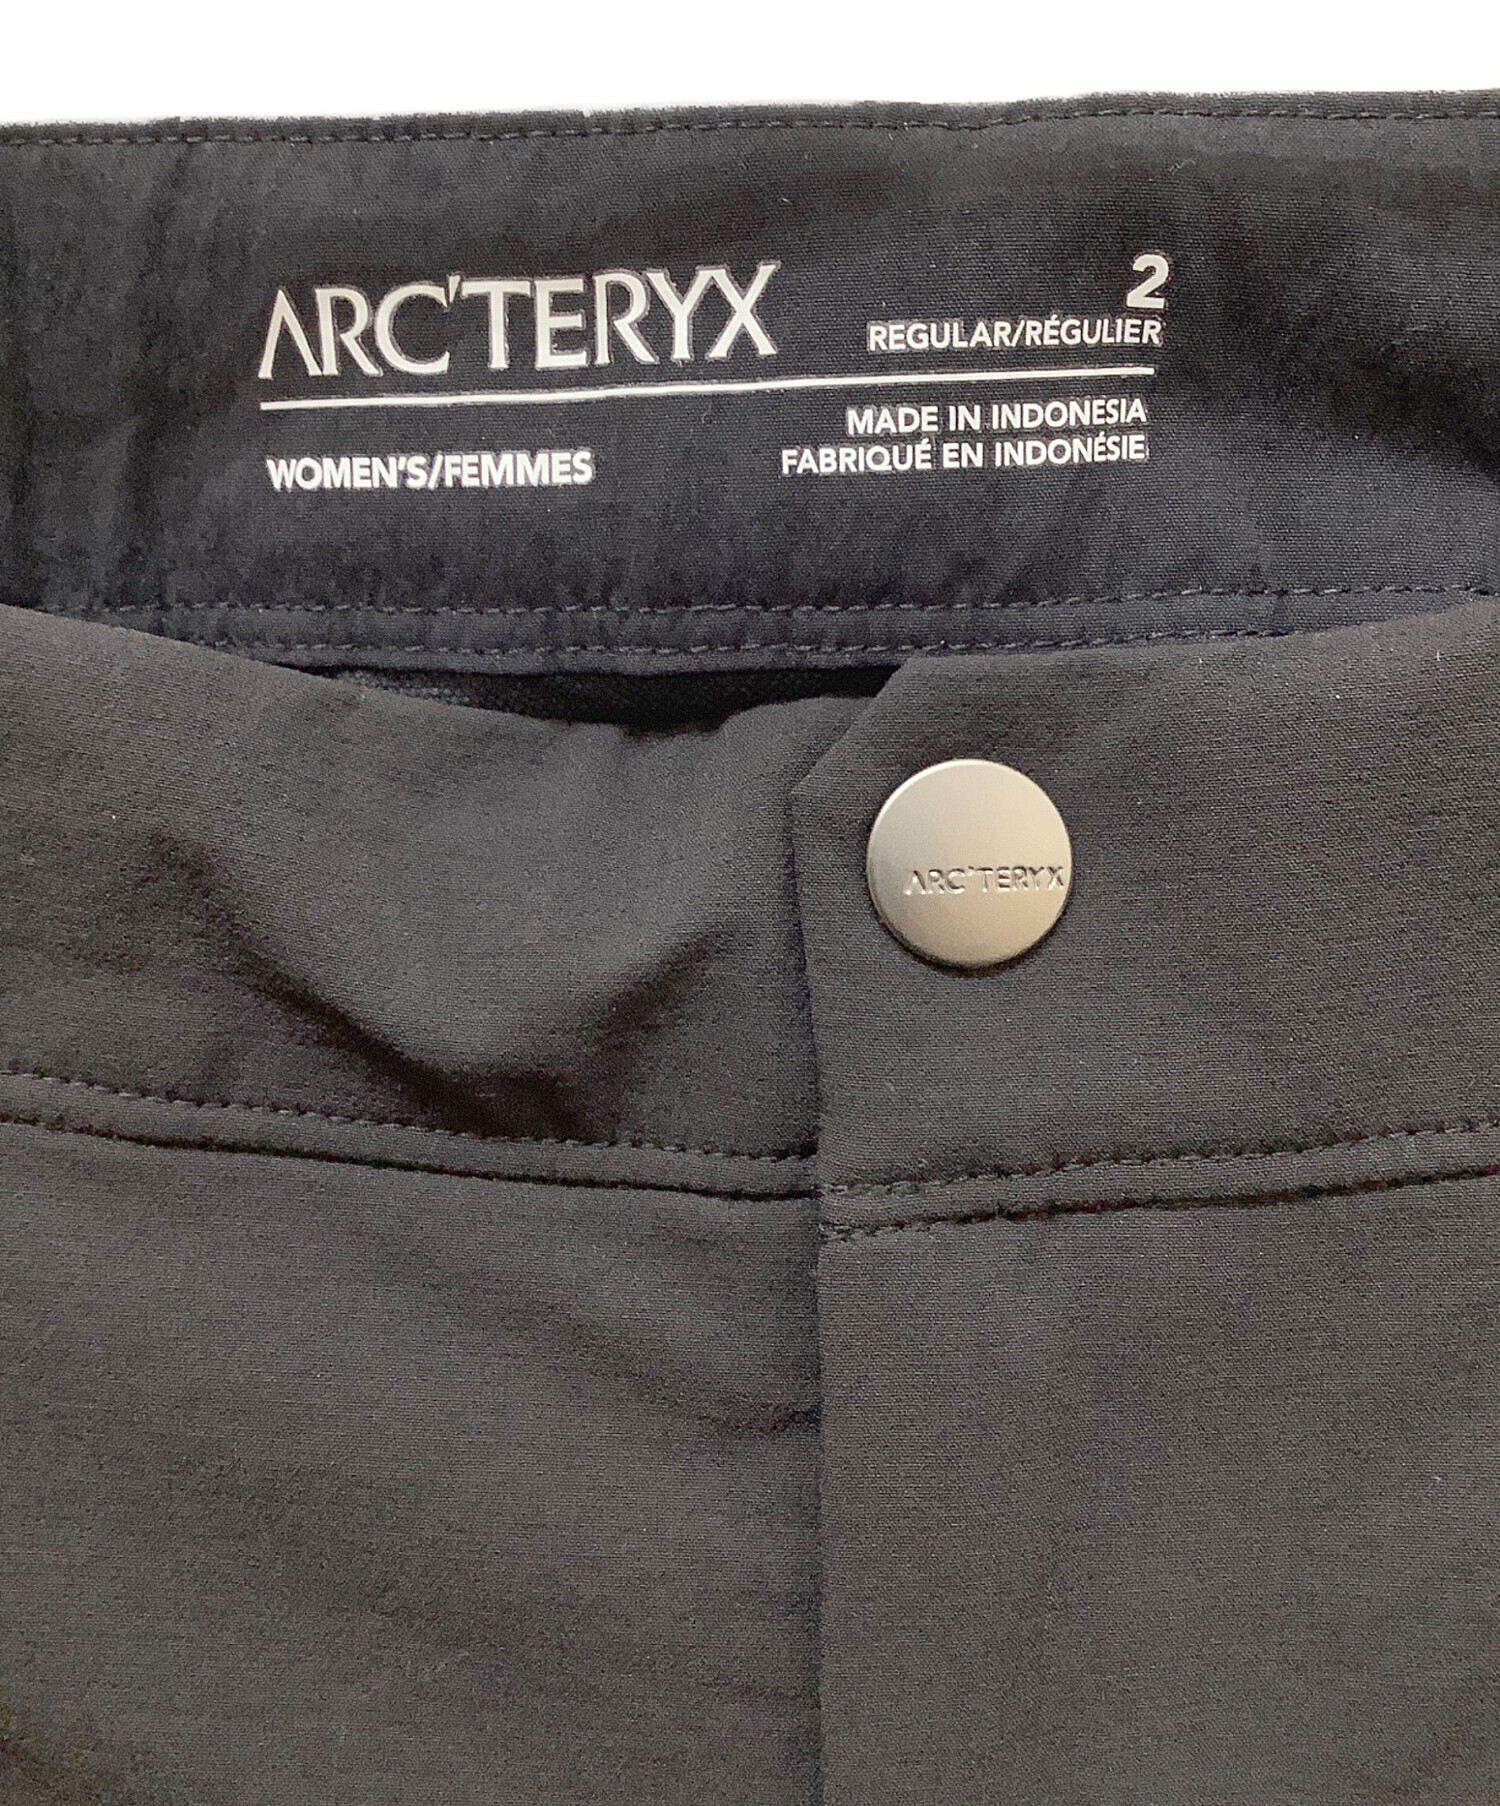 ARC'TERYX
2
REGULAR/RÉGULIER
WOMEN'S/FEMMES
MADE IN INDONESIA
FABRIQUÉ EN INDONÉSIE
ARC'TERYX